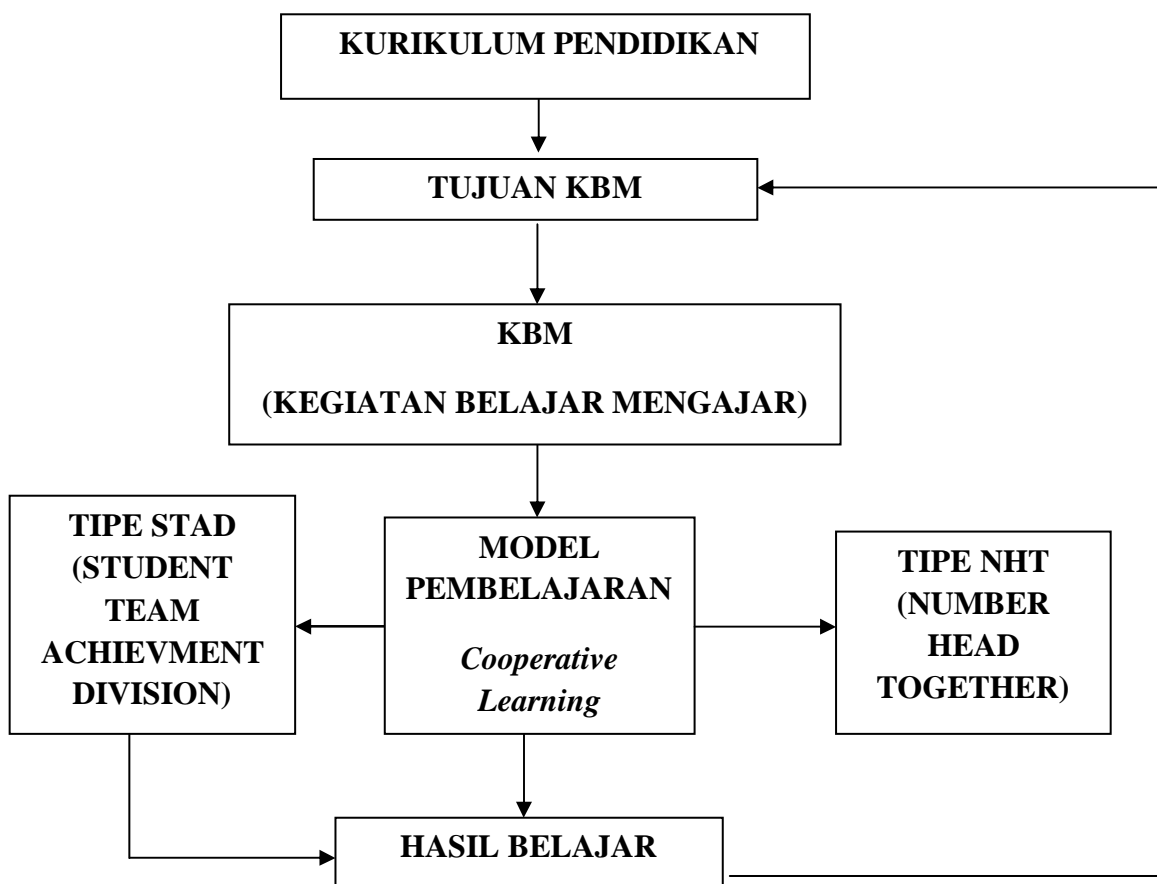 KURIKULUM PENDIDIKAN
TUJUAN KBM
KBM
(KEGIATAN BELAJAR MENGAJAR)
TIPE STAD
(STUDENT
TEAM
ACHIEVMENT
DIVISION)
MODEL
PEMBELAJARAN
Cooperative
Learning
TIPE NHT
(NUMBER
HEAD
TOGETHER)
HASIL BELAJAR